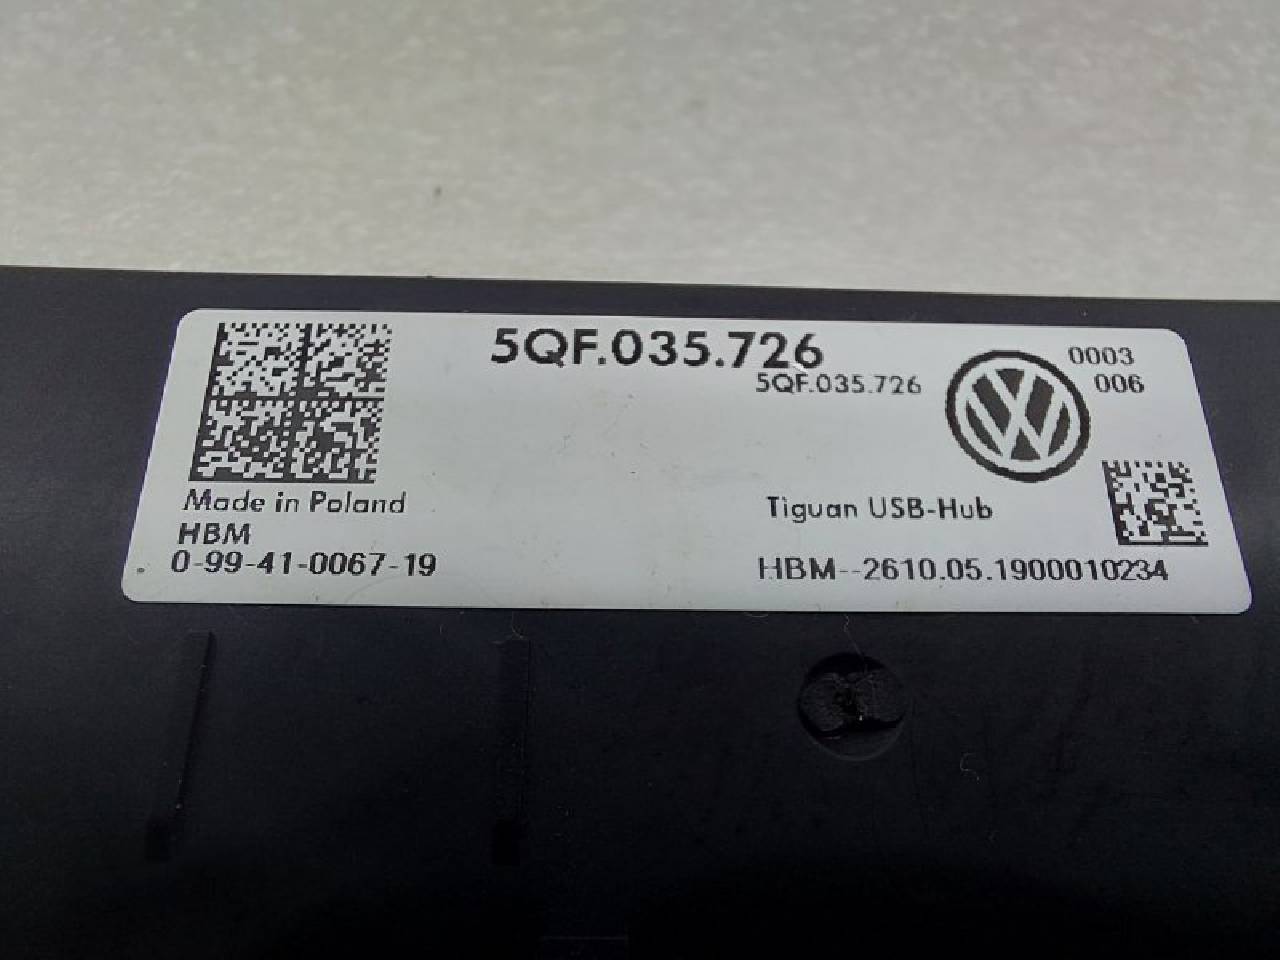 5QF.035.726
5QF.035.726
0003
006
Made in Poland
HBM
0-99-41-0067-19
Tiguan USB-Hub
HBM--2610.05.1900010234